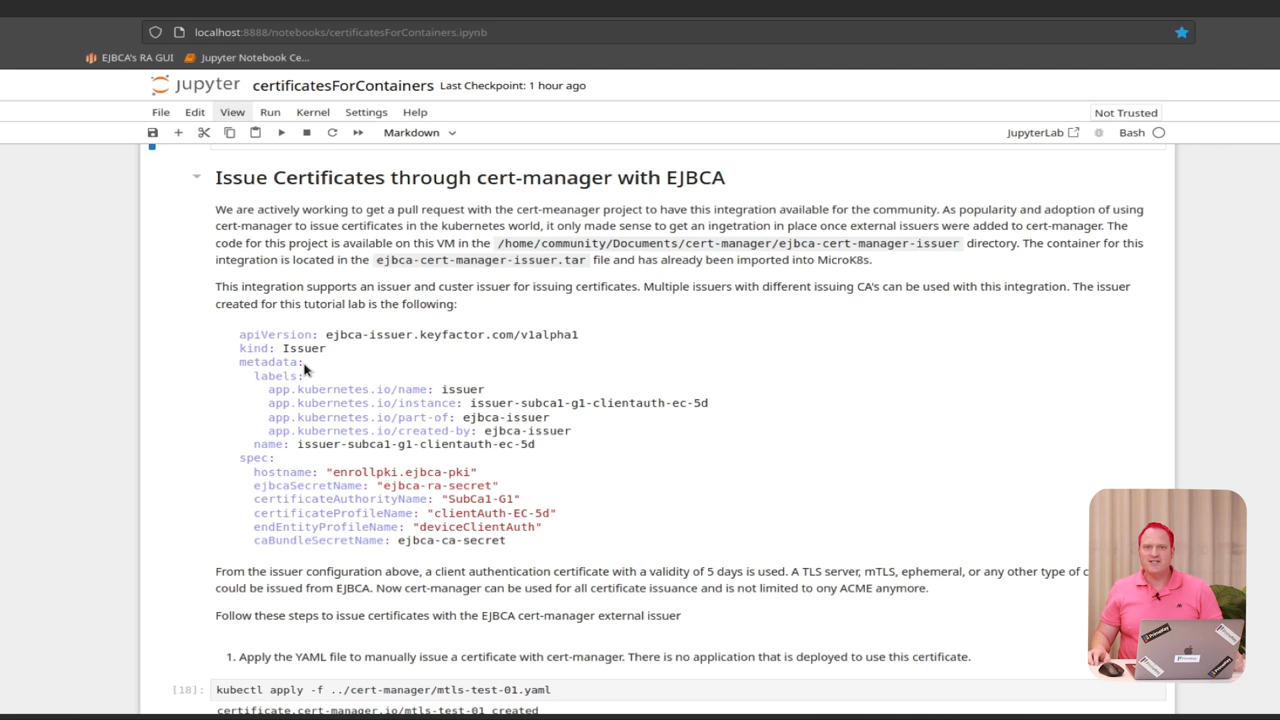 localhost:8888/notebooks/certificatesForContainers.ipynb
EJBCA's RA GUI
Jupyter Notebook Ce...
jupyter certificatesForContainers Last Checkpoint: 1 hour ago
File Edit View Run Kernel Settings Help Not Trusted
Markdown JupyterLab Bash
Issue Certificates through cert-manager with EJBCA
We are actively working to get a pull request with the cert-meanager project to have this integration available for the community. As popularity and adoption of using
cert-manager to issue certificates in the kubernetes world, it only made sense to get an ingetration in place once external issuers were added to cert-manager. The
code for this project is available on this VM in the /home/community/Documents/cert-manager/ejbca-cert-manager-issuer directory. The container for this
integration is located in the ejbca-cert-manager-issuer.tar file and has already been imported into MicroK8s.
This integration supports an issuer and custer issuer for issuing certificates. Multiple issuers with different issuing CA's can be used with this integration. The issuer
created for this tutorial lab is the following:
apiVersion: ejbca-issuer.keyfactor.com/v1alpha1
kind: Issuer
metadata:
labels:
app.kubernetes.io/name: issuer
app.kubernetes.io/instance: issuer-subca1-g1-clientauth-ec-5d
app.kubernetes.io/part-of: ejbca-issuer
app.kubernetes.io/created-by: ejbca-issuer
name: issuer-subca1-g1-clientauth-ec-5d
spec:
hostname: "enrollpki.ejbca-pki"
ejbcaSecretName: "ejbca-ra-secret"
certificateAuthorityName: "SubCa1-G1"
certificateProfileName: "clientAuth-EC-5d"
endEntityProfileName: "deviceClientAuth"
caBundleSecretName: ejbca-ca-secret
From the issuer configuration above, a client authentication certificate with a validity of 5 days is used. A TLS server, mTLS, ephemeral, or any other type of c
could be issued from EJBCA. Now cert-manager can be used for all certificate issuance and is not limited to ony ACME anymore.
Follow these steps to issue certificates with the EJBCA cert-manager external issuer
1. Apply the YAML file to manually issue a certificate with cert-manager. There is no application that is deployed to use this certificate.
[18]: kubectl apply -f ../cert-manager/mtls-test-01.yaml
certificate.cert-manager.io/mtls-test-01 created